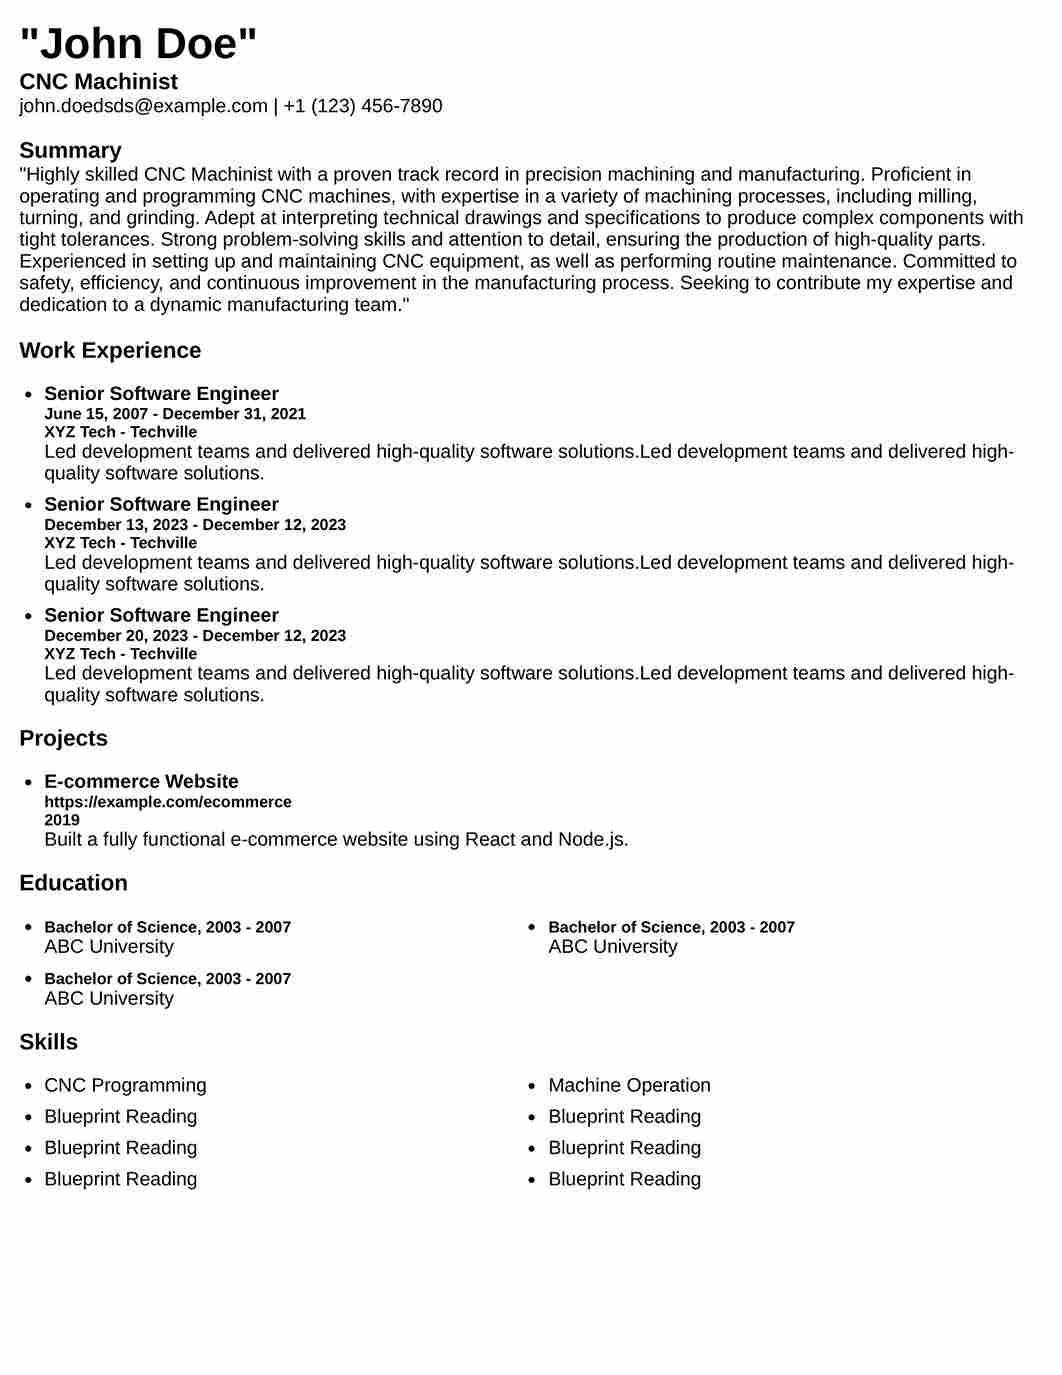 "John Doe"
CNC Machinist
john.doedsds@example.com | +1 (123) 456-7890
Summary
"Highly skilled CNC Machinist with a proven track record in precision machining and manufacturing. Proficient in
operating and programming CNC machines, with expertise in a variety of machining processes, including milling,
turning, and grinding. Adept at interpreting technical drawings and specifications to produce complex components with
tight tolerances. Strong problem-solving skills and attention to detail, ensuring the production of high-quality parts.
Experienced in setting up and maintaining CNC equipment, as well as performing routine maintenance. Committed to
safety, efficiency, and continuous improvement in the manufacturing process. Seeking to contribute my expertise and
dedication to a dynamic manufacturing team."
Work Experience
• Senior Software Engineer
June 15, 2007 - December 31, 2021
XYZ Tech - Techville
Led development teams and delivered high-quality software solutions.Led development teams and delivered high-
quality software solutions.
• Senior Software Engineer
December 13, 2023 - December 12, 2023
XYZ Tech - Techville
Led development teams and delivered high-quality software solutions.Led development teams and delivered high-
quality software solutions.
• Senior Software Engineer
December 20, 2023 - December 12, 2023
XYZ Tech - Techville
Led development teams and delivered high-quality software solutions.Led development teams and delivered high-
quality software solutions.
Projects
• E-commerce Website
https://example.com/ecommerce
2019
Built a fully functional e-commerce website using React and Node.js.
Education
• Bachelor of Science, 2003 - 2007
ABC University
• Bachelor of Science, 2003 - 2007
ABC University
• Bachelor of Science, 2003 - 2007
ABC University
Skills
• CNC Programming
• Machine Operation
• Blueprint Reading
• Blueprint Reading
• Blueprint Reading
• Blueprint Reading
• Blueprint Reading
• Blueprint Reading